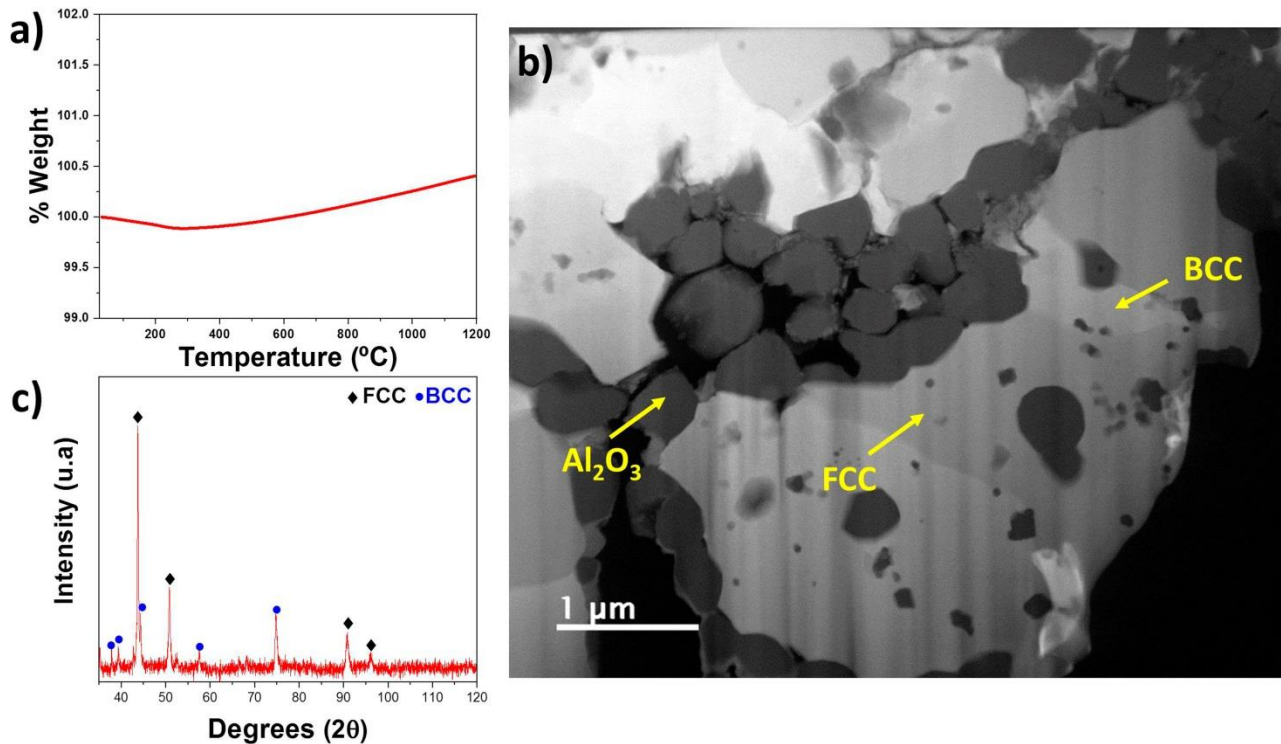 a)
102.0
101.5
101.0
100.5
100.0
99.5
99.0
% Weight
200 400 600 800 1000 1200
Temperature (ºC)
b)
BCC
FCC
Al₂O₃
1 µm
c)
◆FCC ●BCC
Intensity (u.a)
40 50 60 70 80 90 100 110 120
Degrees (2θ)